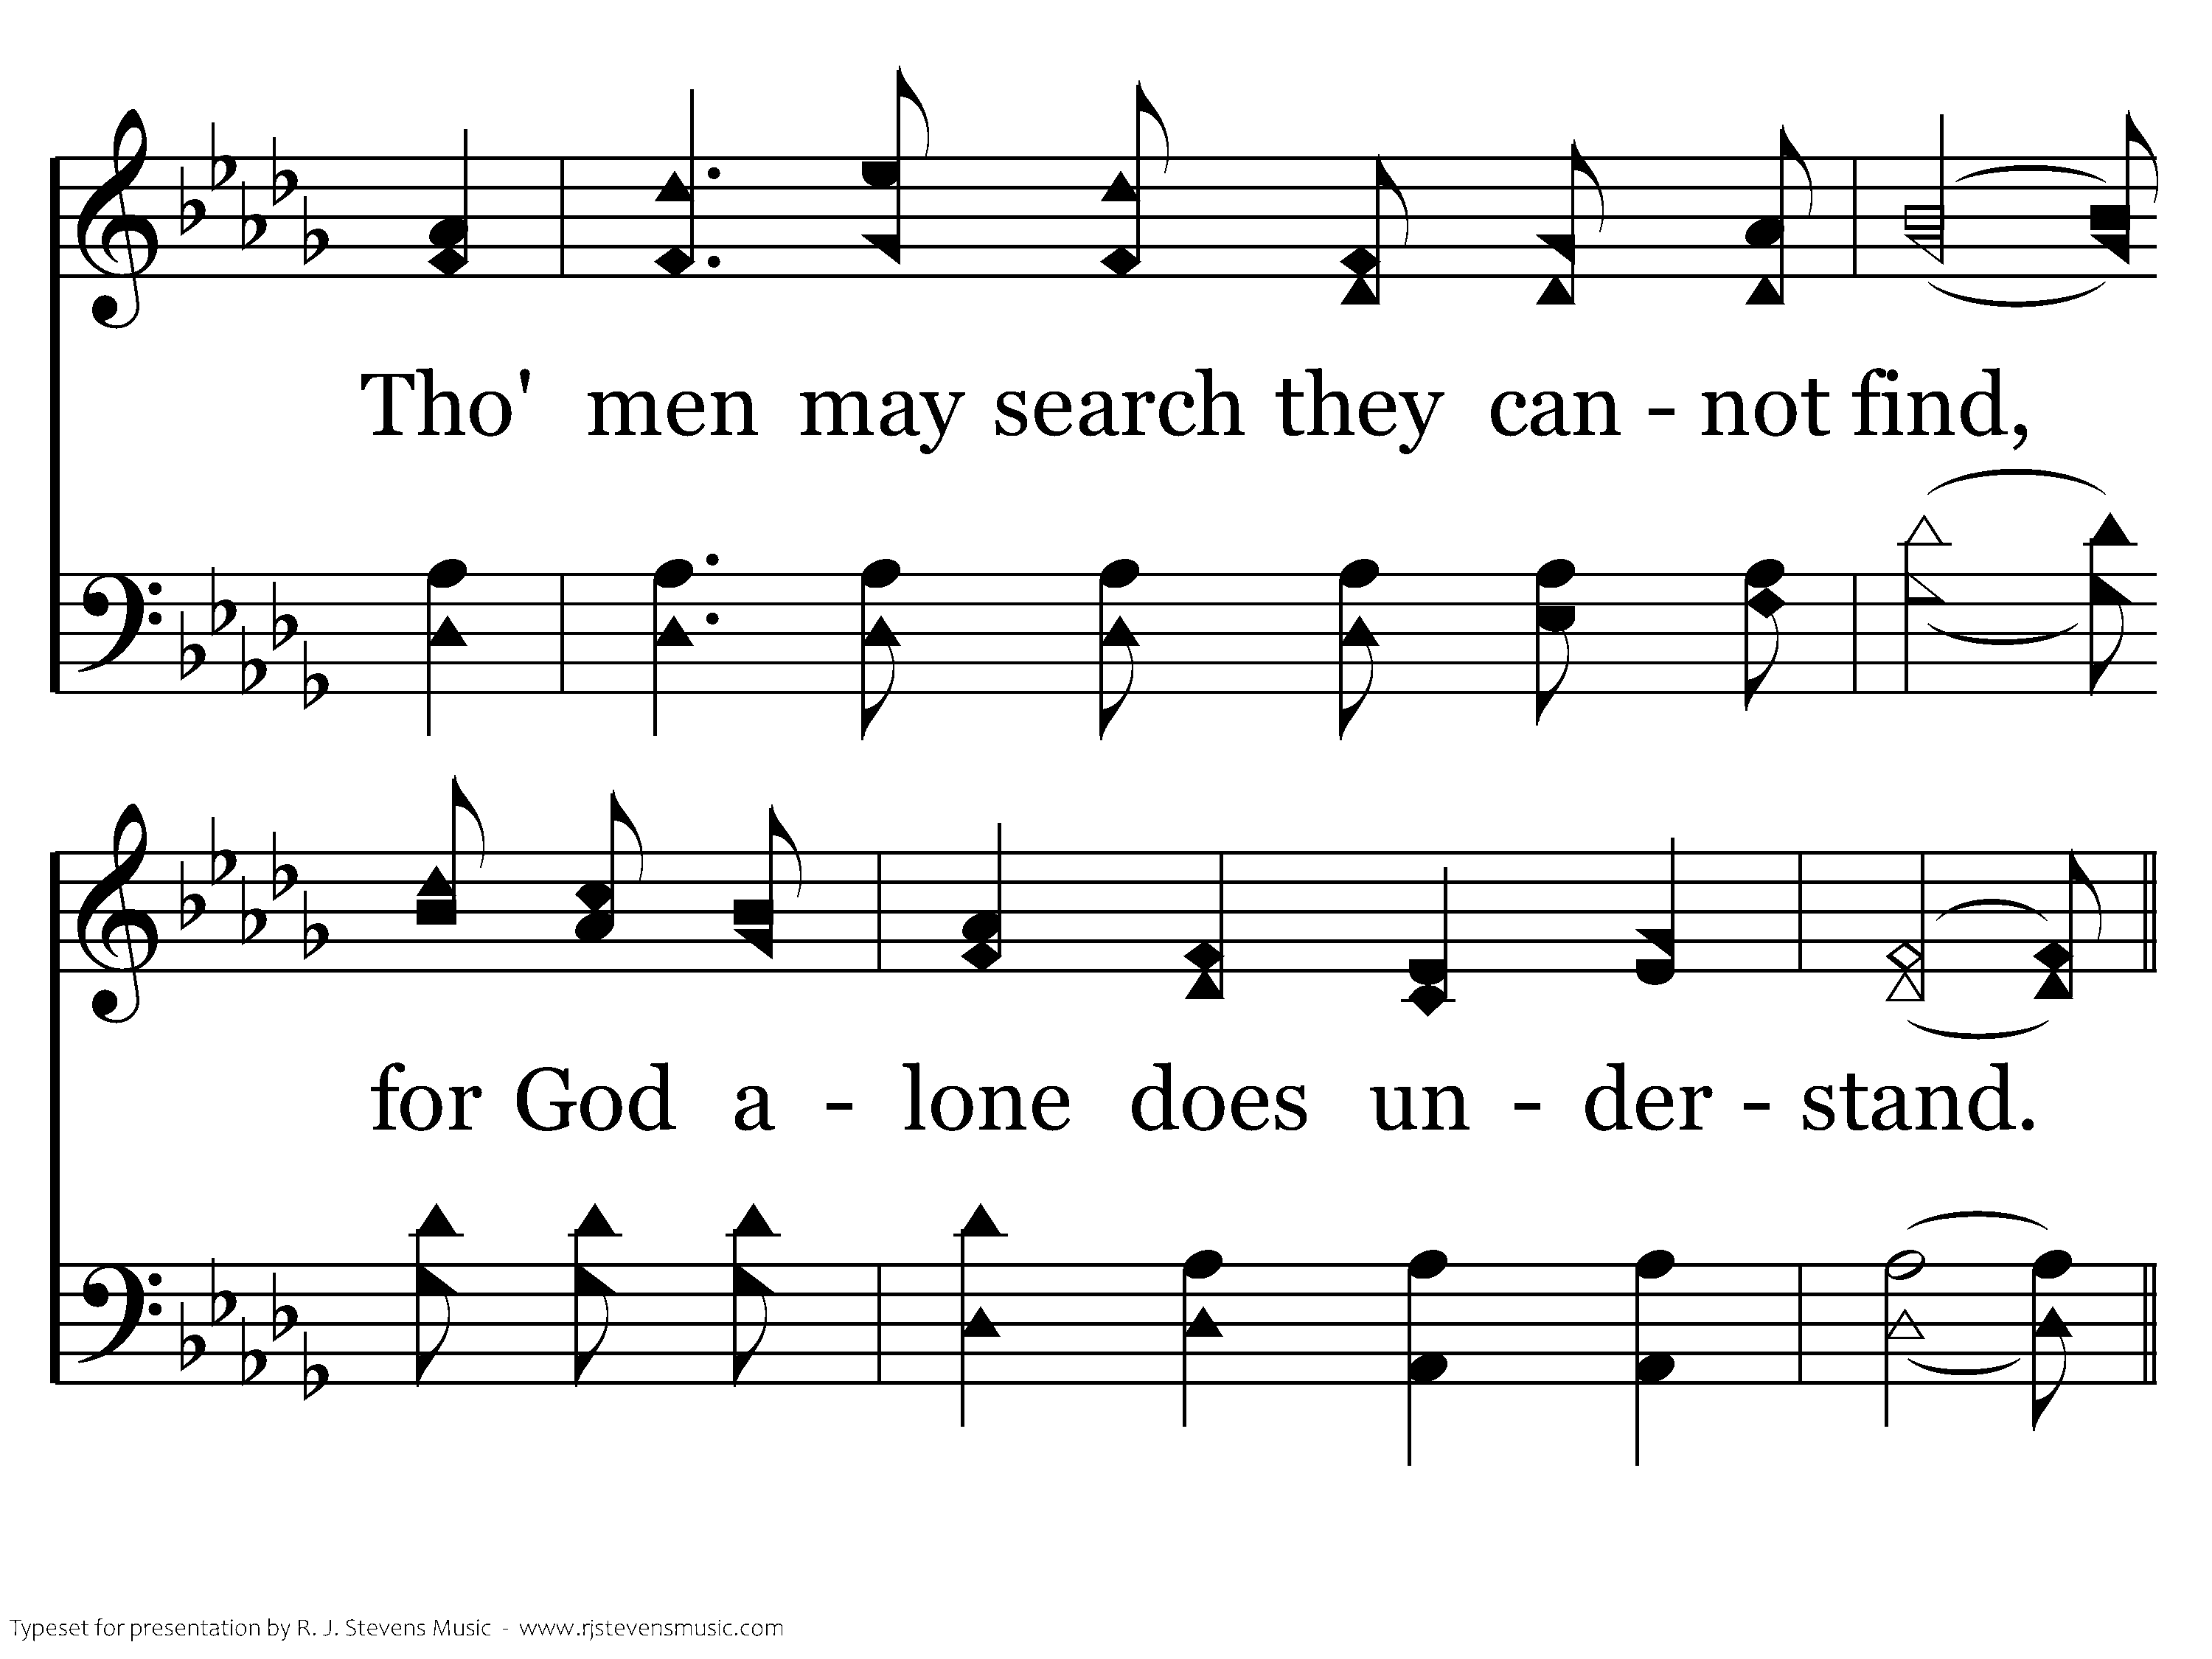 Tho' men may search they can - not find,
for God a - lone does un - der - stand.
Typeset for presentation by R. J. Stevens Music - www.rjstevensmusic.com